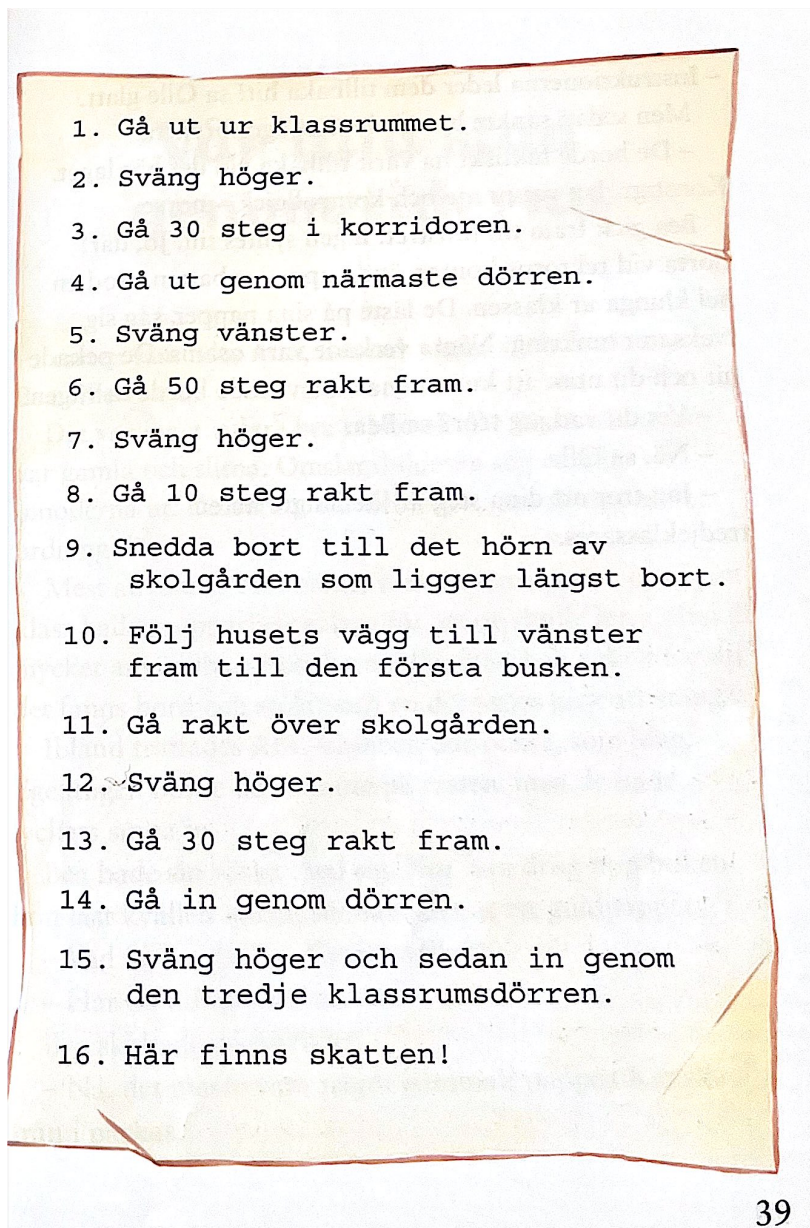 1. Gå ut ur klassrummet.
2. Sväng höger.
3. Gå 30 steg i korridoren.
4. Gå ut genom närmaste dörren.
5. Sväng vänster.
6. Gå 50 steg rakt fram.
7. Sväng höger.
8. Gå 10 steg rakt fram.
9. Snedda bort till det hörn av
skolgården som ligger längst bort.
10. Följ husets vägg till vänster
fram till den första busken.
11. Gå rakt över skolgården.
12. Sväng höger.
13. Gå 30 steg rakt fram.
14. Gå in genom dörren.
15. Sväng höger och sedan in genom
den tredje klassrumsdörren.
16. Här finns skatten!
39